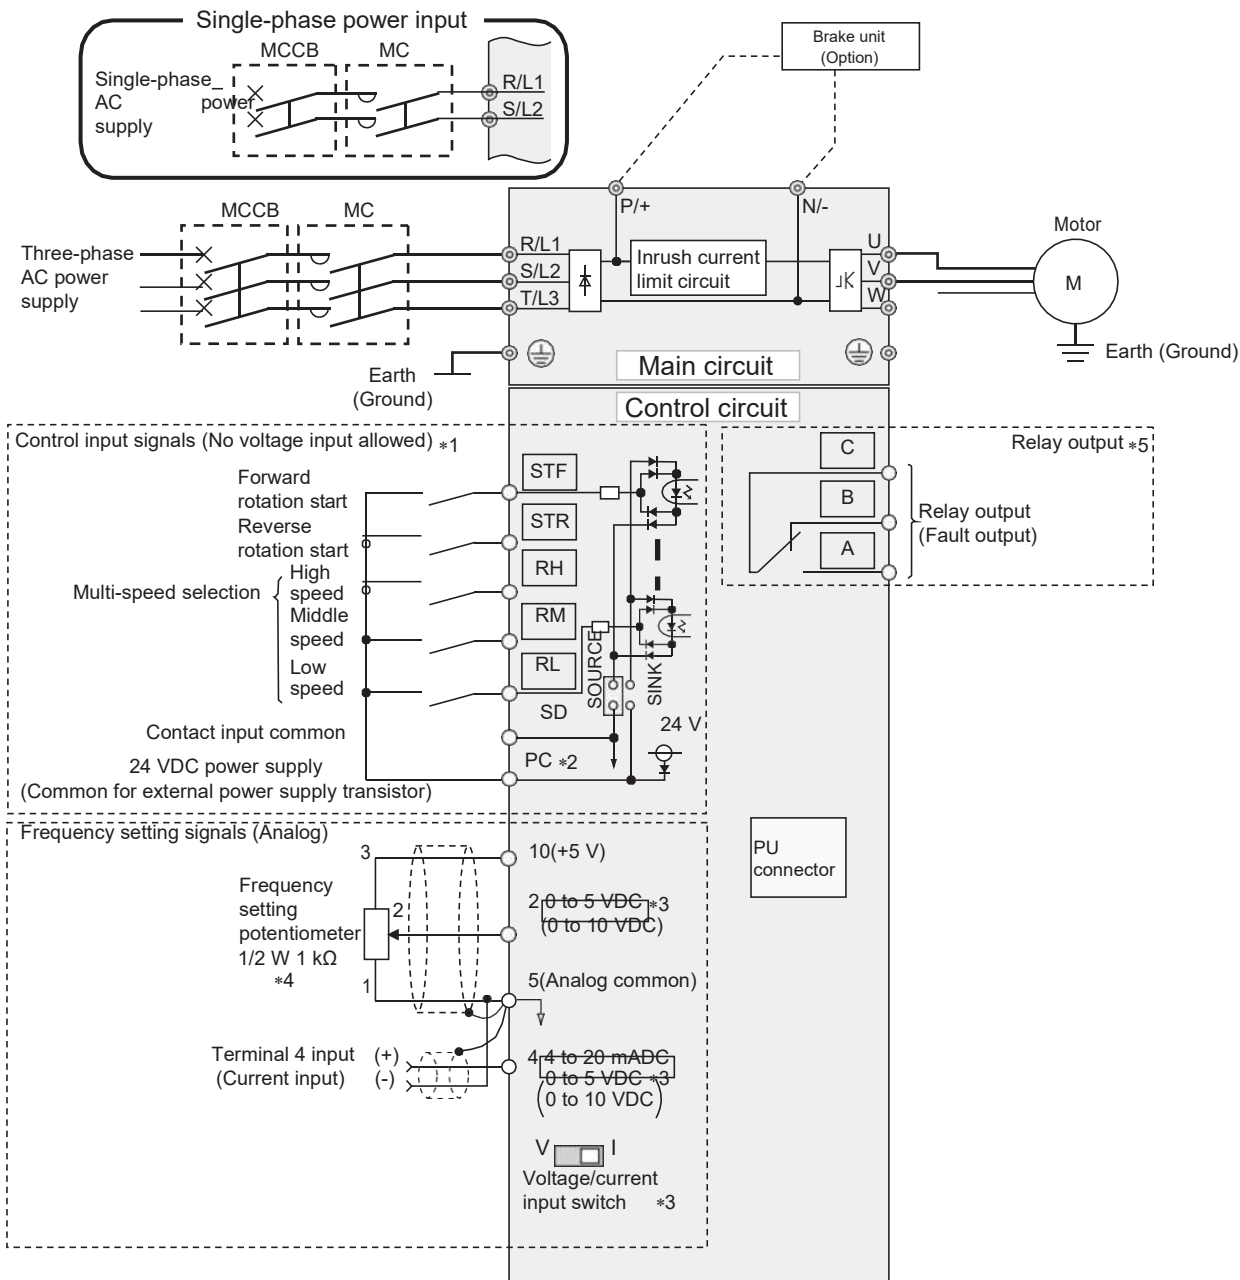 Single-phase power input
MCCB
MC
Single-phase_
power
AC
supply
R/L1
S/L2
Brake unit
(Option)
P/+
N/-
MCCB
MC
Three-phase
AC power
supply
R/L1
S/L2
T/L3
Inrush current
limit circuit
U
V
W
Motor
M
Earth (Ground)
Earth
(Ground)
Main circuit
Control circuit
Control input signals (No voltage input allowed) *1
Forward
rotation start
Reverse
rotation start
Multi-speed selection
High
speed
Middle
speed
Low
speed
STF
STR
RH
RM
RL
SOURCE
SINK
SD
24 V
Contact input common
PC *2
24 VDC power supply
(Common for external power supply transistor)
Relay output *5
C
B
A
Relay output
(Fault output)
Frequency setting signals (Analog)
3
10(+5 V)
Frequency
setting
potentiometer
1/2 W 1 kΩ
*4
2
2 0 to 5 VDC *3
(0 to 10 VDC)
1
5(Analog common)
Terminal 4 input
(Current input)
(+)
(-)
4 4 to 20 mADC
0 to 5 VDC *3
(0 to 10 VDC)
V
I
Voltage/current
input switch *3
PU
connector